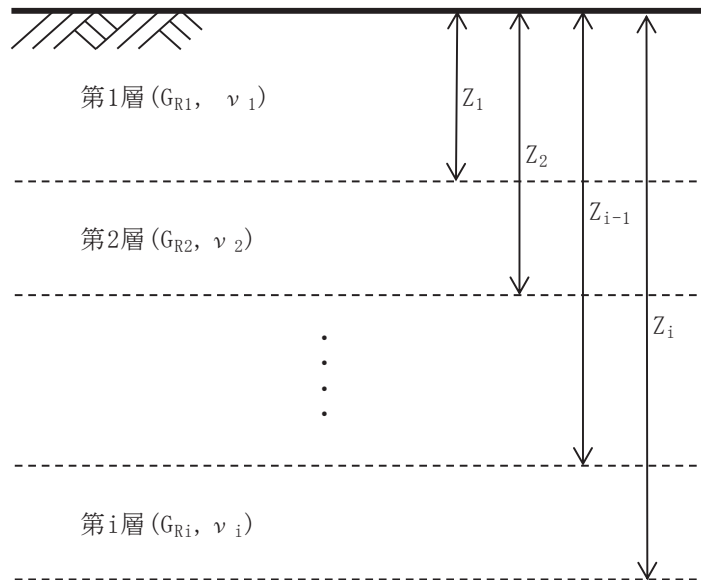 第1層(G_R1, ν_1)
Z_1
Z_2
Z_i-1
第2層(G_R2, ν_2)
Z_i
第i層(G_Ri, ν_i)